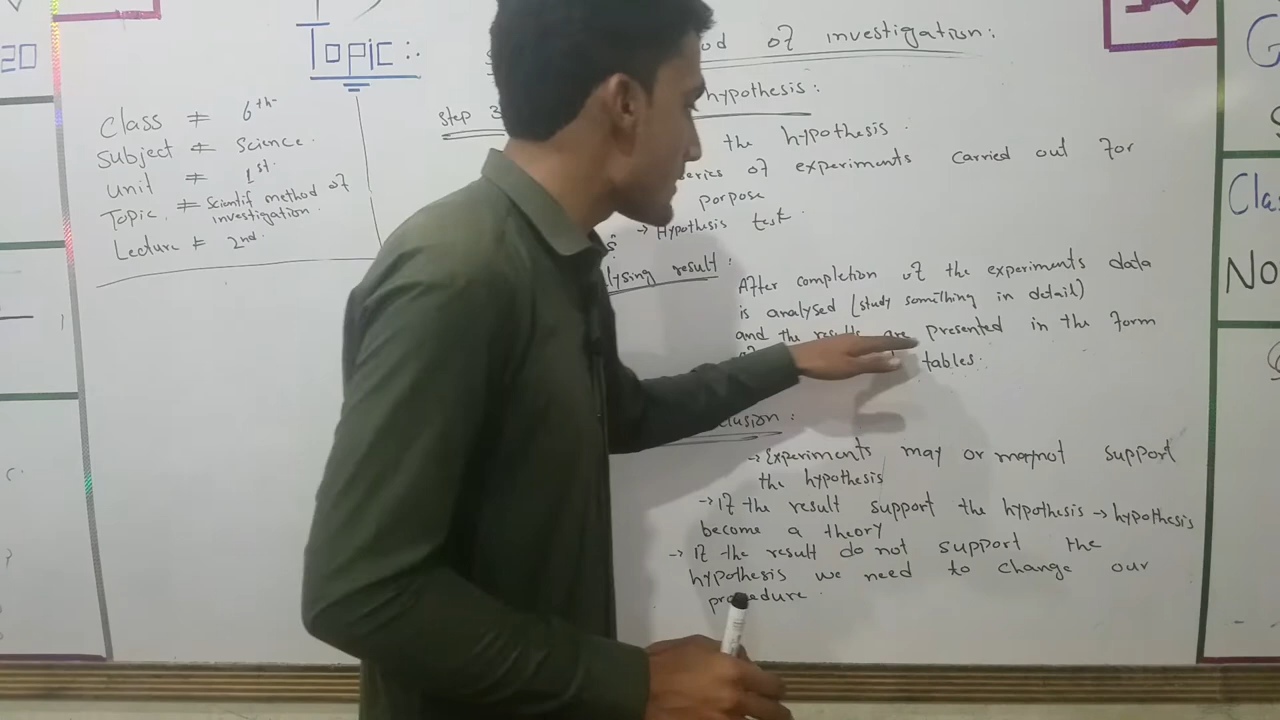 20
Topic:.
Class # 6th
Subject # Science.
Unit # 1st.
Topic. # Scientif method of
investigation.
Lecture # 2nd.
of investigation:
Step 3 hypothesis:
the hypothesis.
of experiments carried out for
porpose
→ Hypothesis test.
lysing result:
After completion of the experiments data
is analysed (study something in detail)
and the results are presented in the form
tables.
lusion:
→ Experiments may or maynot support
the hypothesis
→ If the result support the hypothesis → hypothesis
become a theory
→ If the result do not support the
hypothesis we need to change our
procedure.
G
S
Clas
No